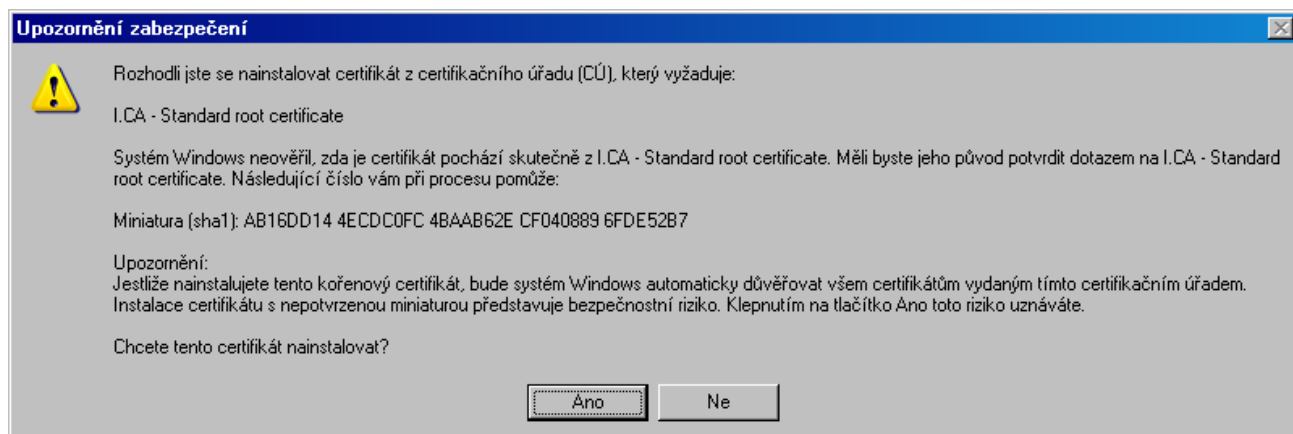 Upozornění zabezpečení
Rozhodli jste se nainstalovat certifikát z certifikačního úřadu (CÚ), který vyžaduje:
I.CA - Standard root certificate
Systém Windows neověřil, zda je certifikát pochází skutečně z I.CA - Standard root certificate. Měli byste jeho původ potvrdit dotazem na I.CA - Standard
root certificate. Následující číslo vám při procesu pomůže:
Miniatura (sha1): AB16DD14 4ECDC0FC 4BAAB62E CF040889 6FDE52B7
Upozornění:
Jestliže nainstalujete tento kořenový certifikát, bude systém Windows automaticky důvěřovat všem certifikátům vydaným tímto certifikačním úřadem.
Instalace certifikátu s nepotvrzenou miniaturou představuje bezpečnostní riziko. Klepnutím na tlačítko Ano toto riziko uznáváte.
Chcete tento certifikát nainstalovat?
Ano Ne